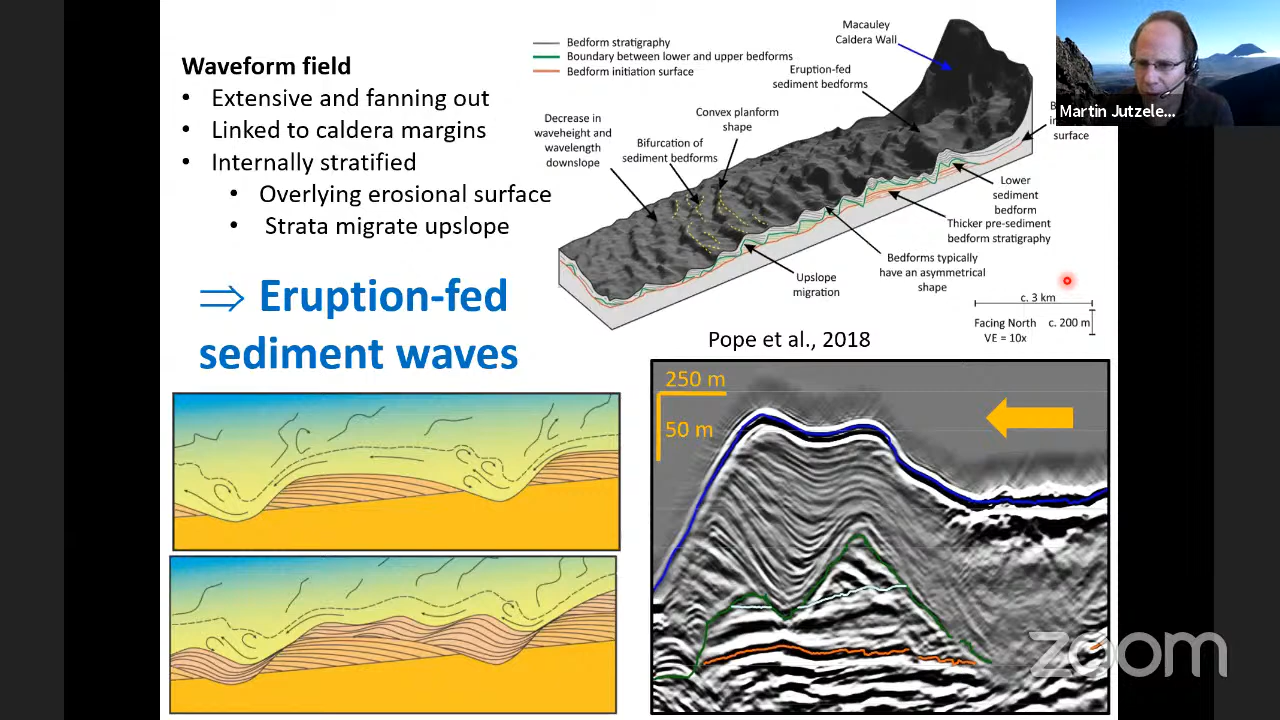 Waveform field
• Extensive and fanning out
• Linked to caldera margins
• Internally stratified
• Overlying erosional surface
• Strata migrate upslope
⇒ Eruption-fed
sediment waves
Bedform stratigraphy
Boundary between lower and upper bedforms
Bedform initiation surface
Macauley
Caldera Wall
Eruption-fed
sediment bedforms
Convex planform
shape
Decrease in
waveheight and
wavelength
downslope
Bifurcation of
sediment bedforms
surface
Lower
sediment
bedform
Thicker pre-sediment
bedform stratigraphy
Bedforms typically
have an asymmetrical
shape
Upslope
migration
c. 3 km
Facing North
VE = 10x
c. 200 m
Pope et al., 2018
250 m
50 m
Martin Jutzele...
zoom